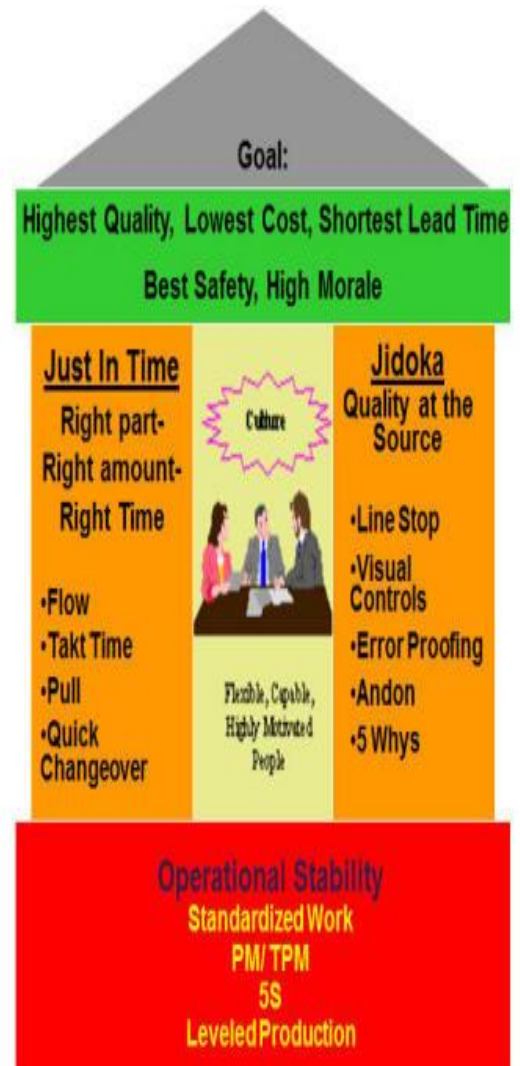 Goal:
Highest Quality, Lowest Cost, Shortest Lead Time
Best Safety, High Morale
Just In Time
Right part-
Right amount-
Right Time
•Flow
•Takt Time
•Pull
•Quick
Changeover
Culture
Flexible, Capable,
Highly Motivated
People
Jidoka
Quality at the
Source
•Line Stop
•Visual
Controls
•Error Proofing
•Andon
•5 Whys
Operational Stability
Standardized Work
PM/ TPM
5S
Leveled Production